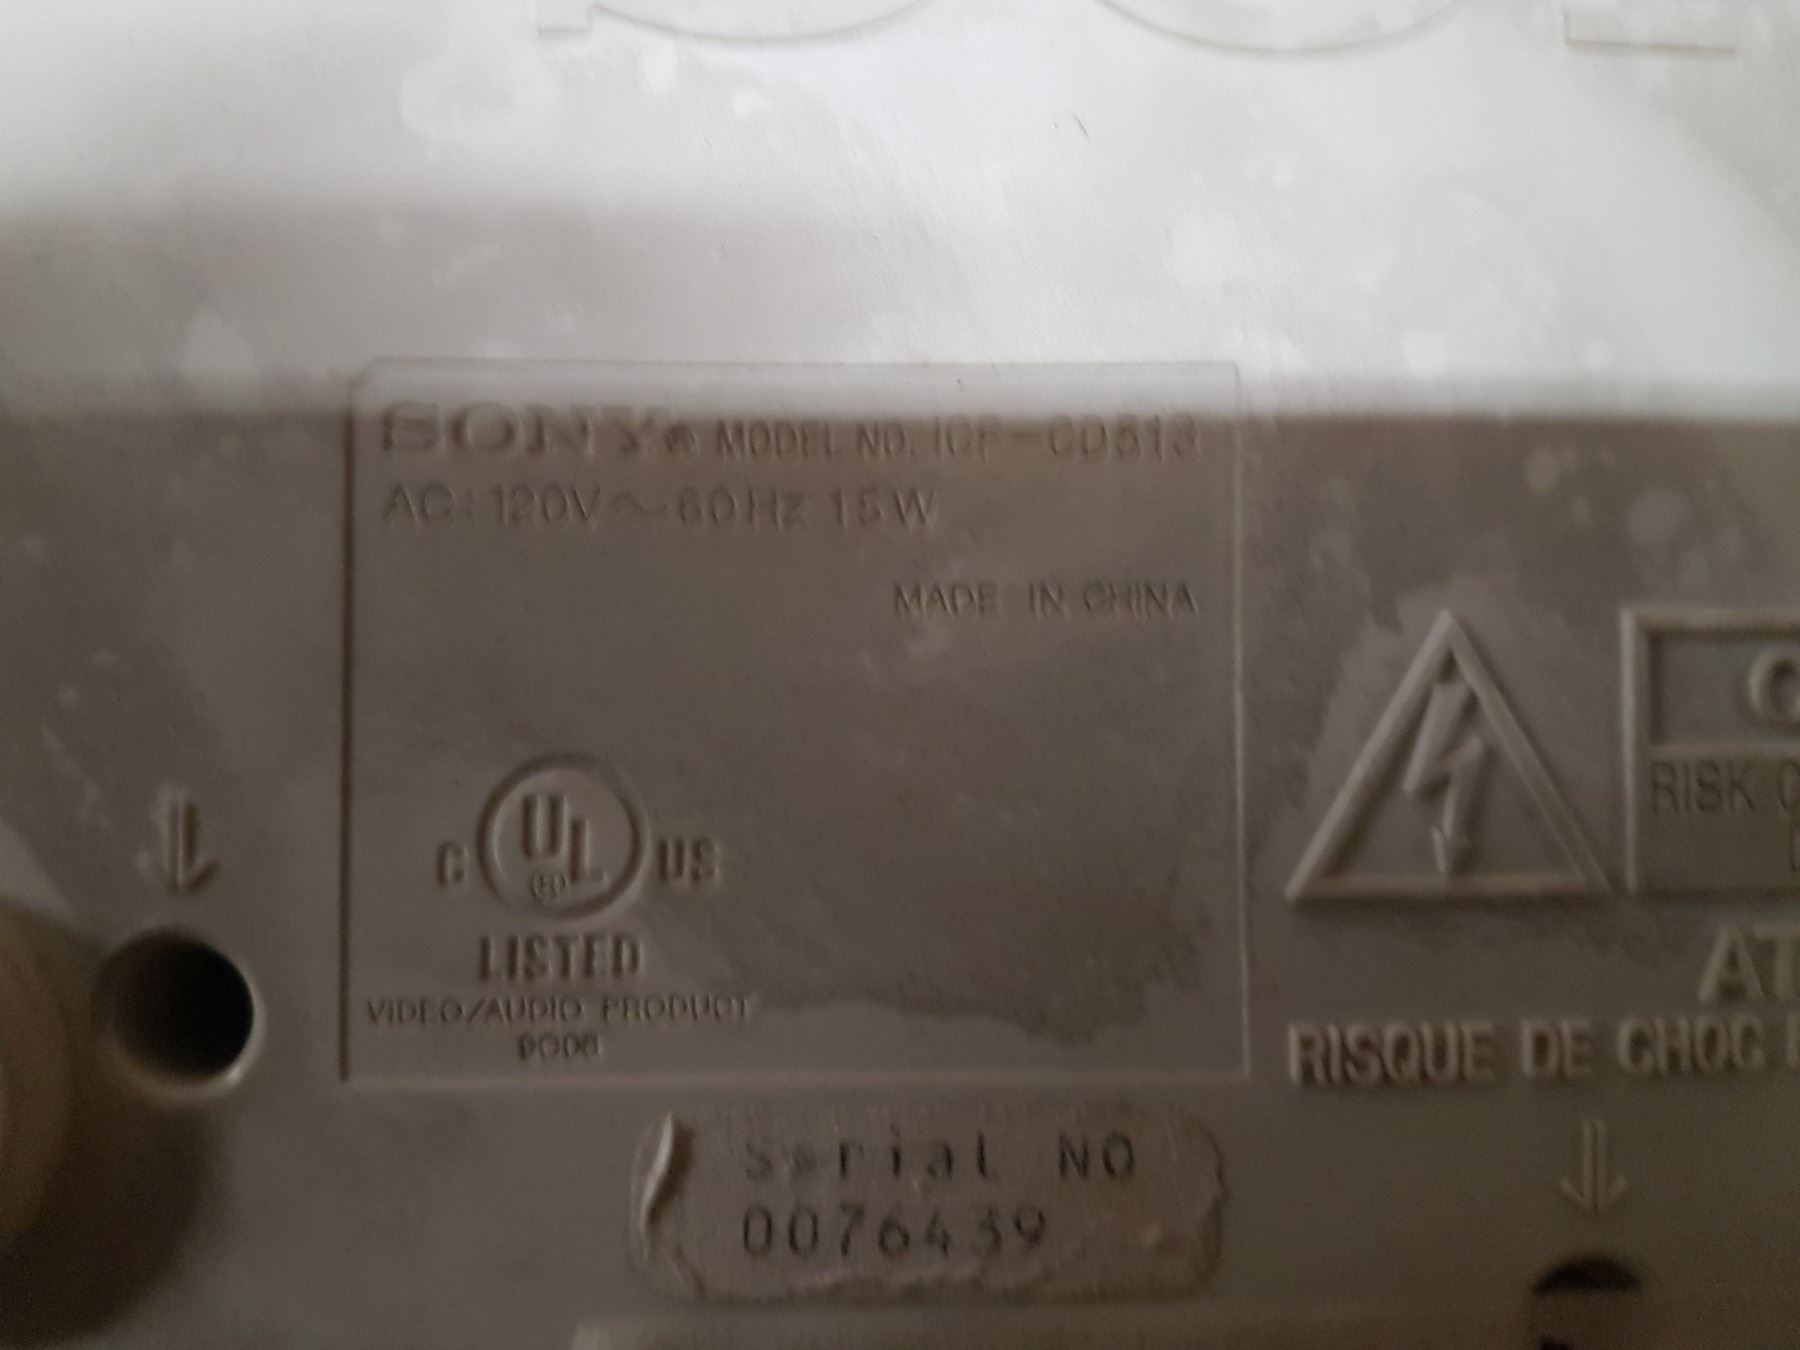 SONY® MODEL NO. ICF-CD513
AC: 120V ~ 60Hz 15W
MADE IN CHINA
C UL ® US
LISTED
VIDEO/AUDIO PRODUCT
RISK
AT
RISQUE DE CHOC
Serial NO
0076439